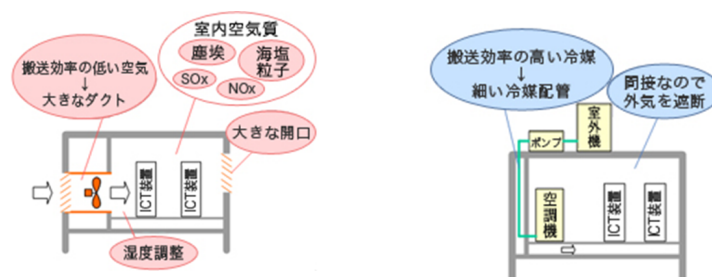 室内空気質
塵埃
海塩
粒子
SOx
NOx
搬送効率の低い空気
↓
大きなダクト
大きな開口
ICT装置
ICT装置
湿度調整
搬送効率の高い冷媒
↓
細い冷媒配管
間接なので
外気を遮断
室外機
ポンプ
空調機
ICT装置
ICT装置